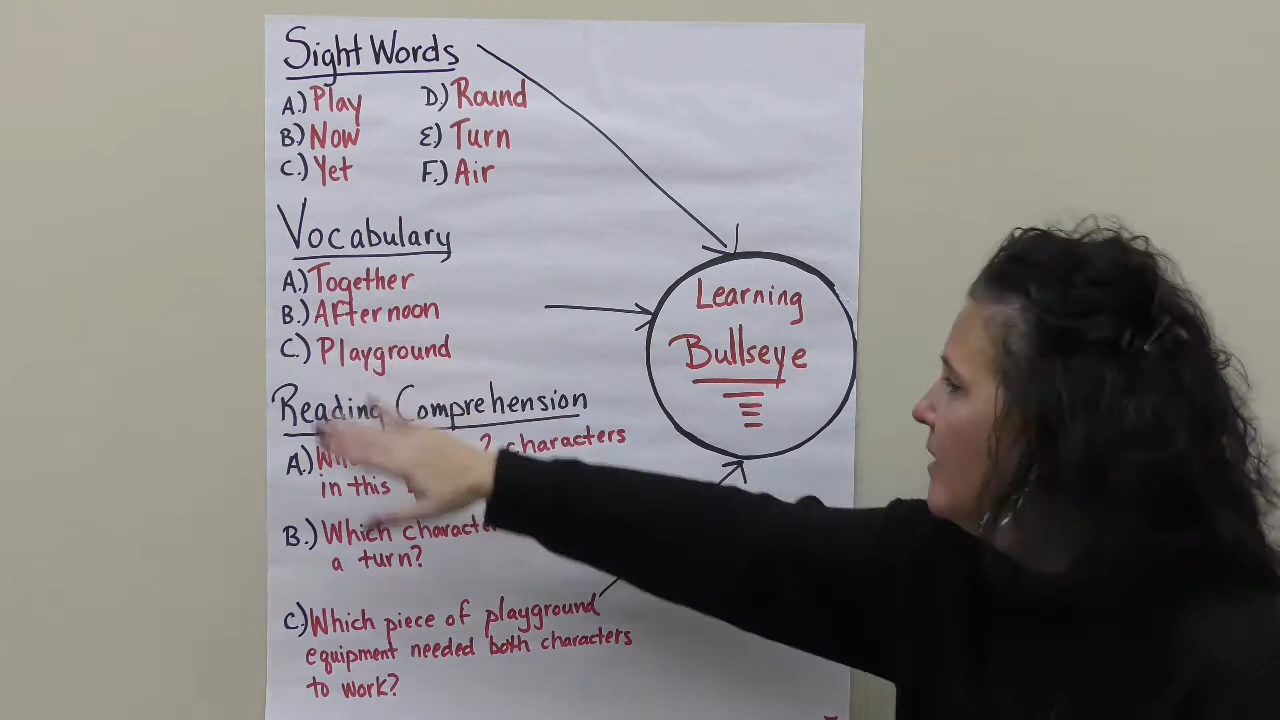 Sight Words
A.) Play
B.) Now
C.) Yet
D.) Round
E.) Turn
F.) Air
Vocabulary
A.) Together
B.) Afternoon
C.) Playground
Reading Comprehension
A.) 2 characters
in this
B.) Which
a turn?
C.) Which piece of playground
equipment needed both characters
to work?
Learning
Bullseye